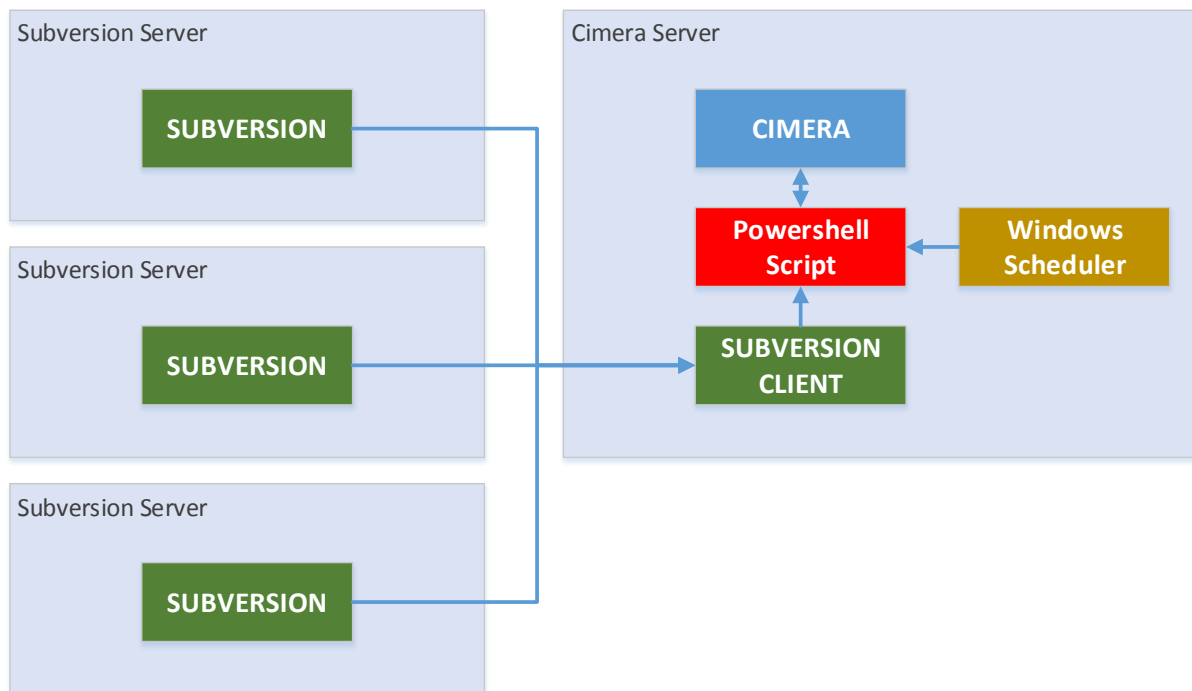 Subversion Server
SUBVERSION
Subversion Server
SUBVERSION
Subversion Server
SUBVERSION
Cimera Server
CIMERA
Powershell
Script
Windows
Scheduler
SUBVERSION
CLIENT